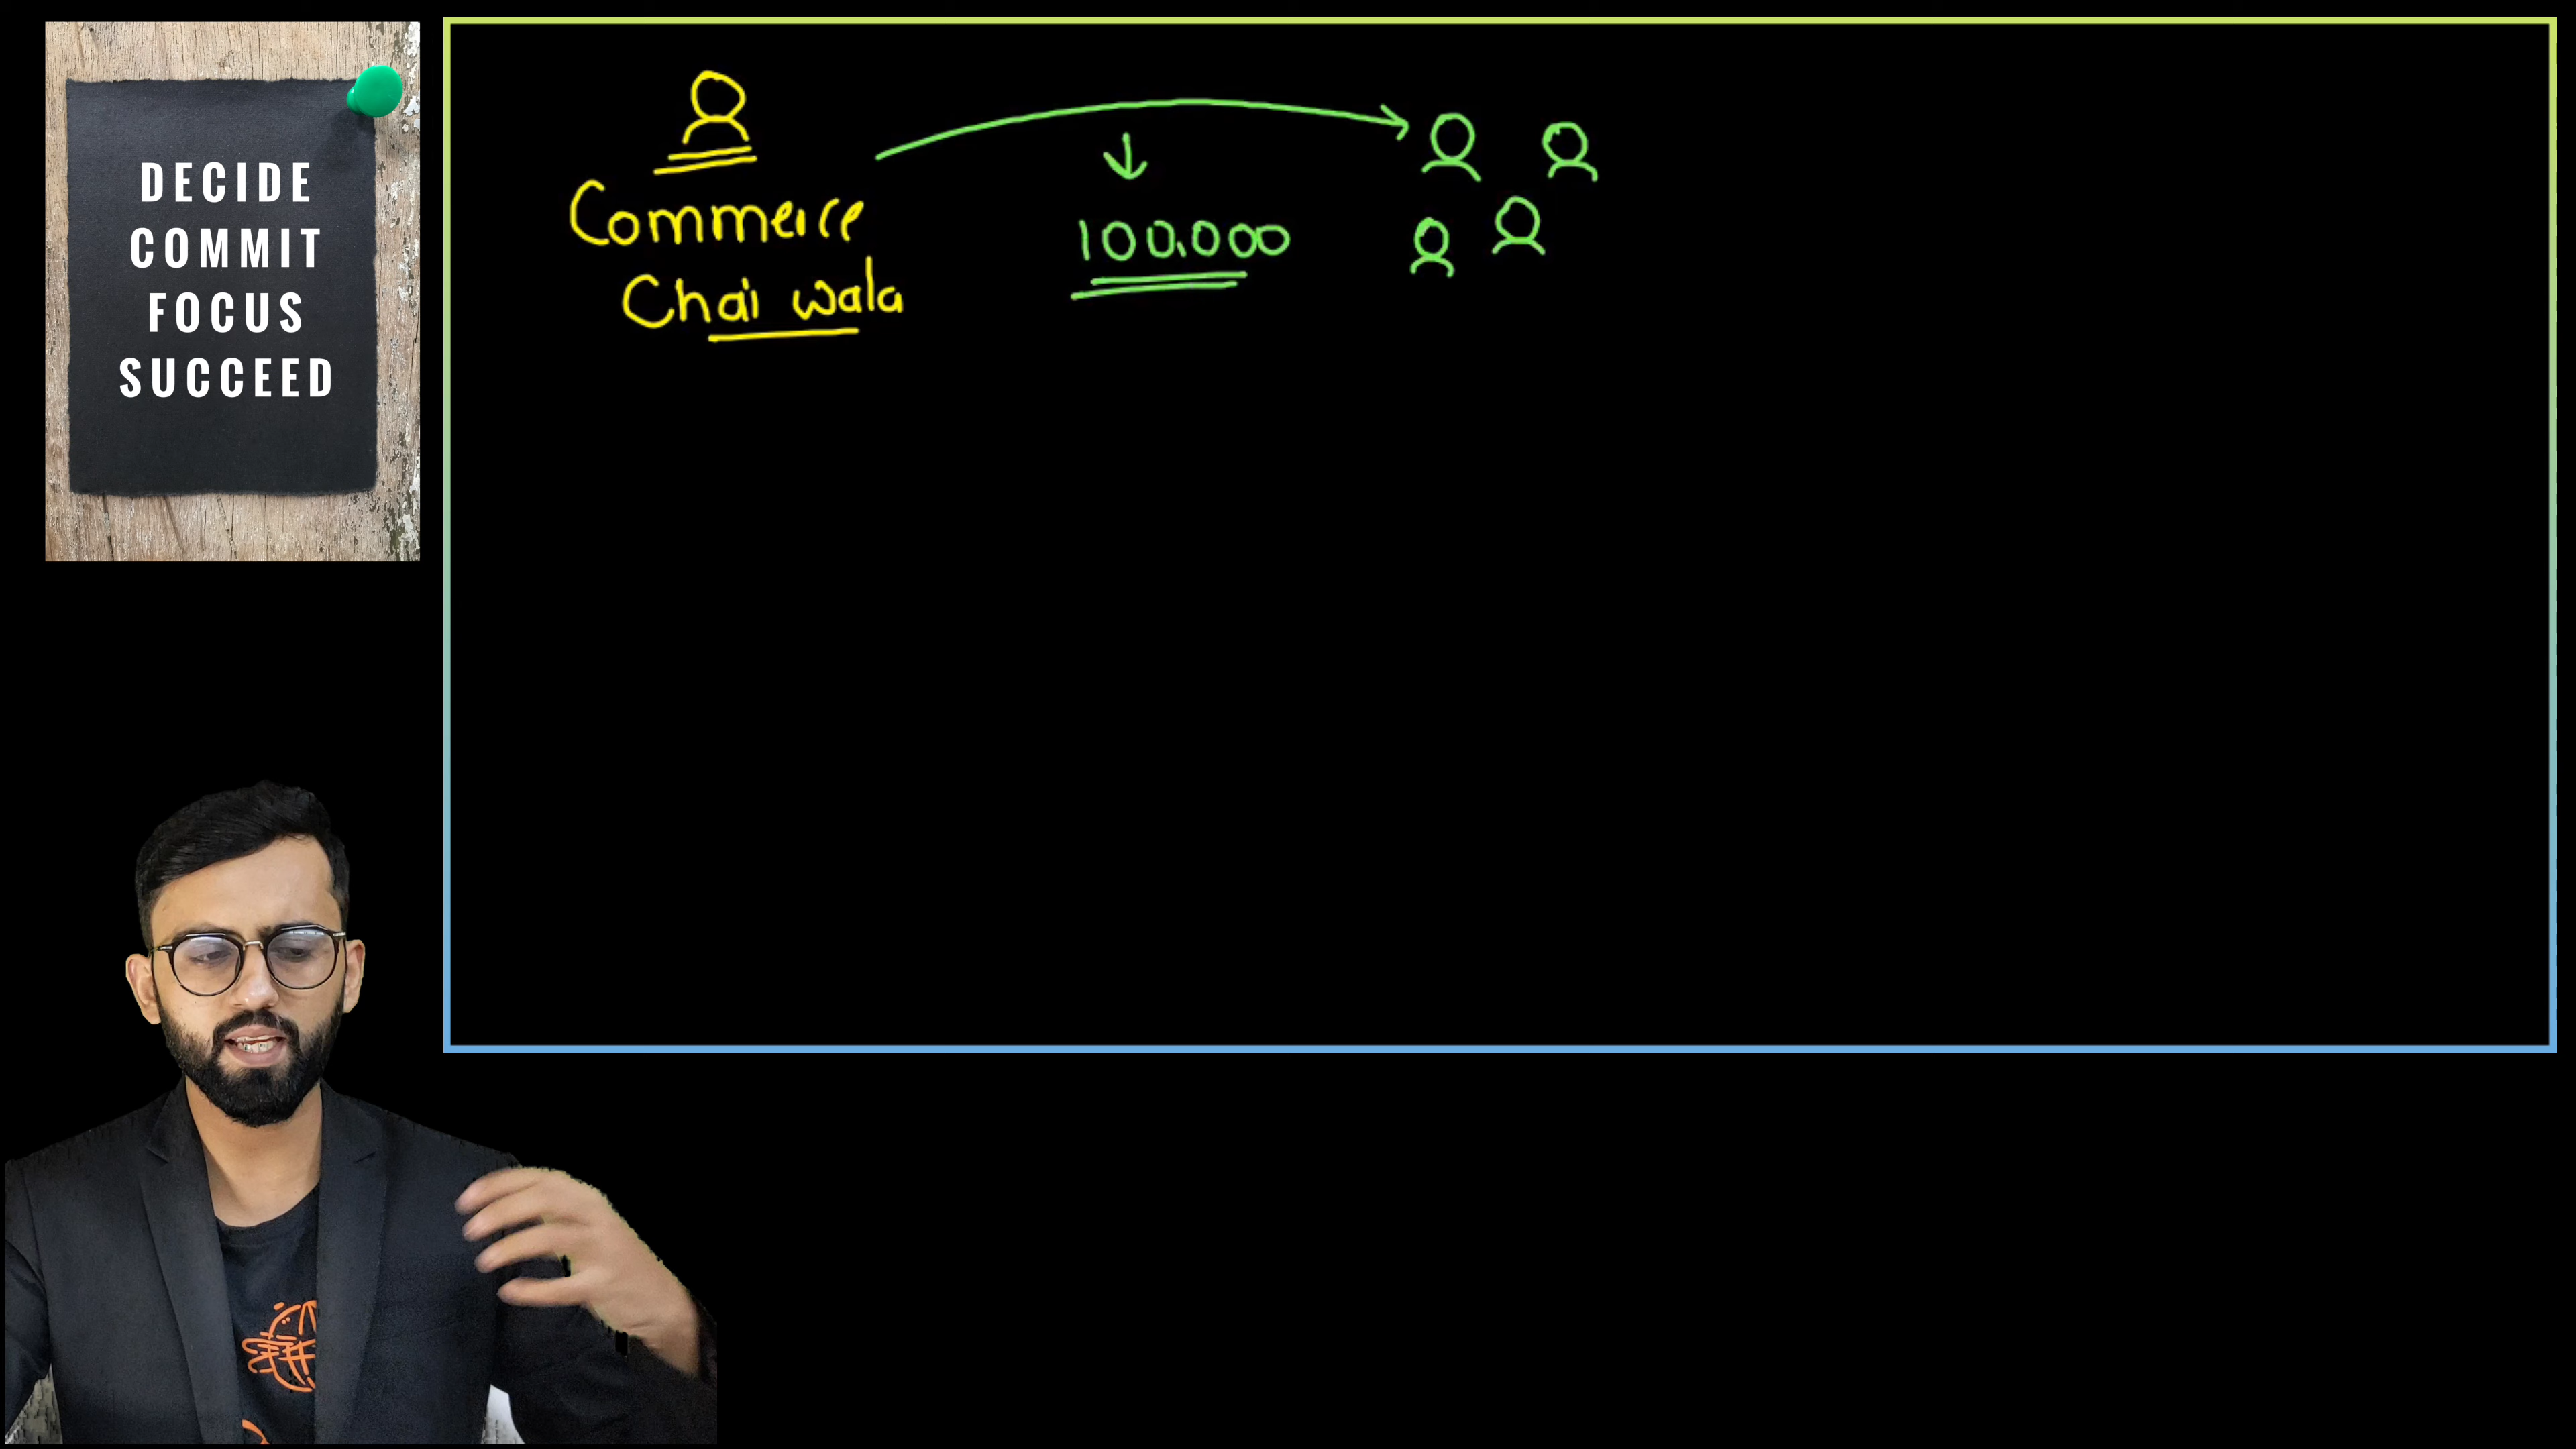 DECIDE
COMMIT
FOCUS
SUCCEED
Commerce
Chai wala
100,000